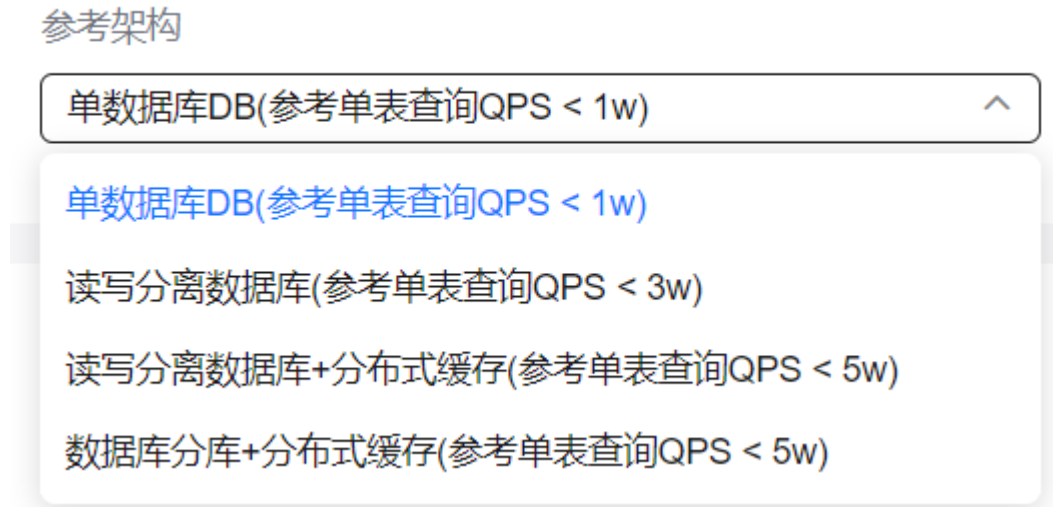 参考架构
单数据库DB(参考单表查询QPS < 1w)
单数据库DB(参考单表查询QPS < 1w)
读写分离数据库(参考单表查询QPS < 3w)
读写分离数据库+分布式缓存(参考单表查询QPS < 5w)
数据库分库+分布式缓存(参考单表查询QPS < 5w)